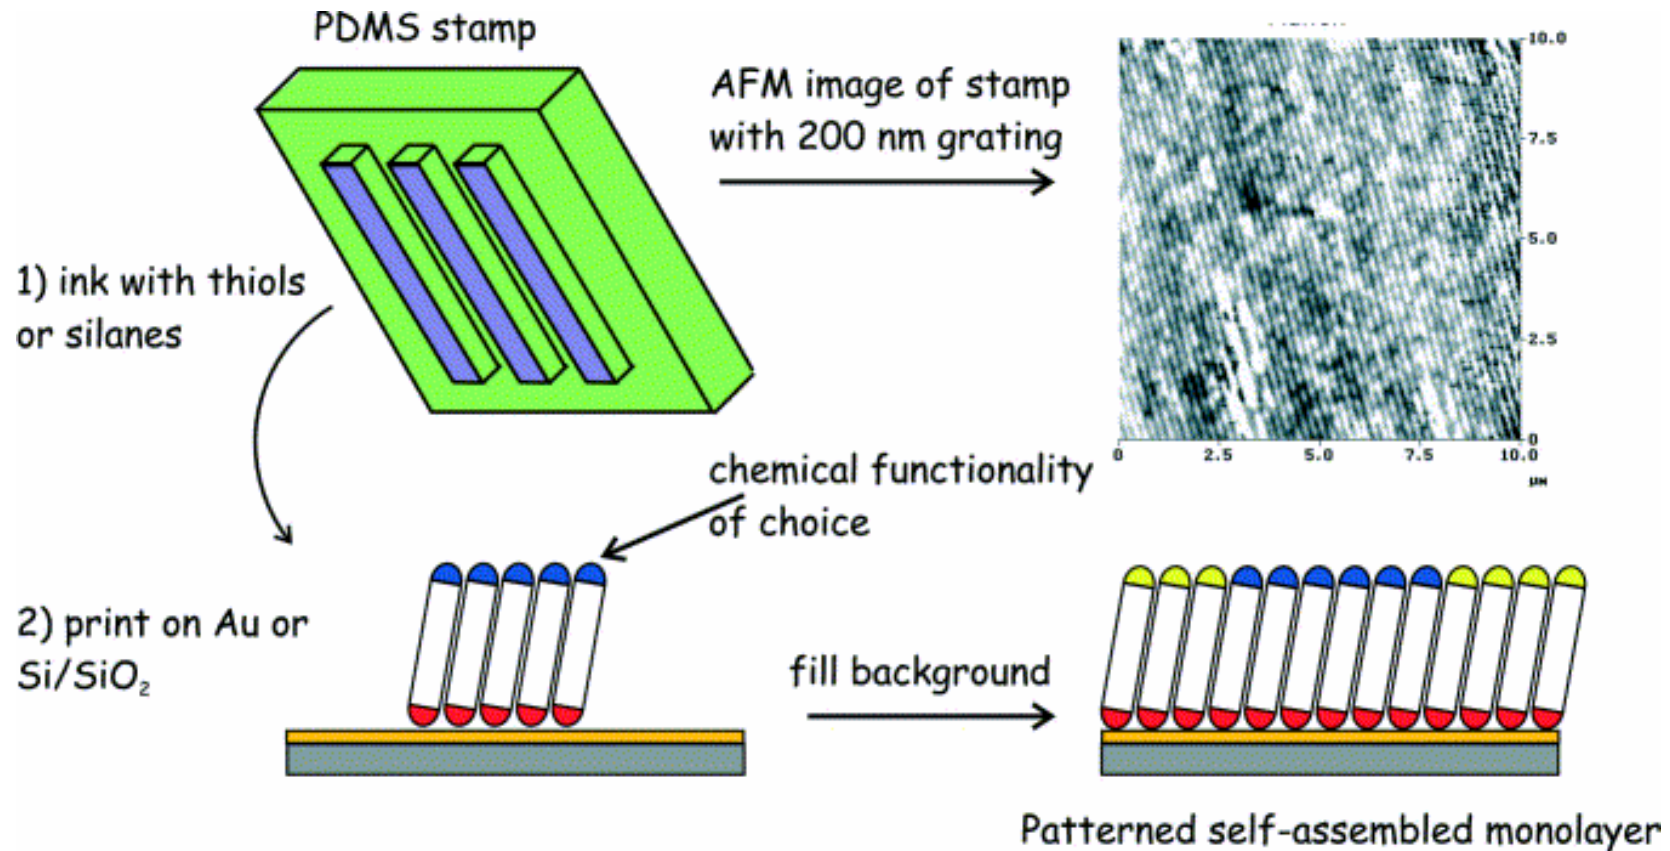 PDMS stamp
AFM image of stamp
with 200 nm grating
10.0
7.5
5.0
2.5
0
0 2.5 5.0 7.5 10.0
µM
1) ink with thiols
or silanes
chemical functionality
of choice
2) print on Au or
Si/SiO₂
fill background
Patterned self-assembled monolayer